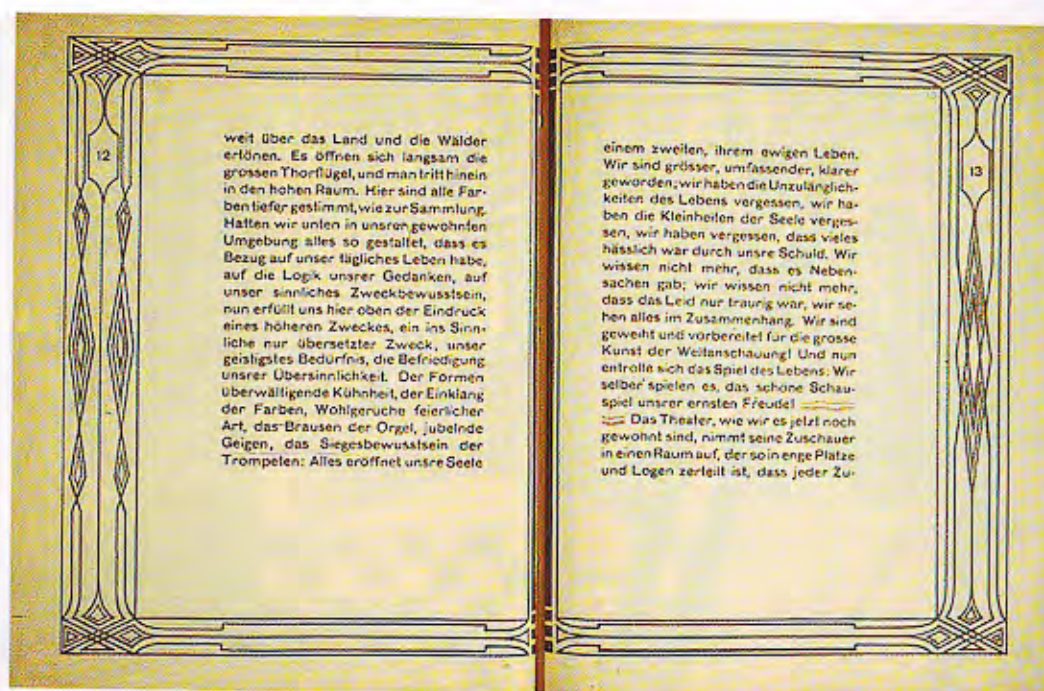 12
weit über das Land und die Wälder
erlönen. Es öffnen sich langsam die
grossen Thorflügel, und man tritt hinein
in den hohen Raum. Hier sind alle Far-
ben tiefer gestimmt, wie zur Sammlung.
Hatten wir unten in unsrer gewohnten
Umgebung alles so gestaltet, dass es
Bezug auf unser tägliches Leben habe,
auf die Logik unsrer Gedanken, auf
unser sinnliches Zweckbewusstsein,
nun erfüllt uns hier oben der Eindruck
eines höheren Zweckes, ein ins Sinn-
liche nur übersetzter Zweck, unser
geistigstes Bedürfnis, die Befriedigung
unsrer Übersinnlichkeit. Der Formen
überwältigende Kühnheit, der Einklang
der Farben, Wohlgeruche feierlicher
Art, das Brausen der Orgel, jubelnde
Geigen, das Siegesbewusstsein der
Trompeten: Alles eröffnet unsre Seele
13
einem zweiten, ihrem ewigen Leben.
Wir sind grösser, umfassender, klarer
geworden; wir haben die Unzulänglich-
keiten des Lebens vergessen, wir ha-
ben die Kleinheiten der Seele verges-
sen, wir haben vergessen, dass vieles
hässlich war durch unsre Schuld. Wir
wissen nicht mehr, dass es Neben-
sachen gab; wir wissen nicht mehr,
dass das Leid nur traurig war, wir se-
hen alles im Zusammenhang. Wir sind
geweiht und vorbereitet für die grosse
Kunst der Weltanschauung! Und nun
entrolle sich das Spiel des Lebens: Wir
selber spielen es, das schöne Schau-
spiel unsrer ernsten Freude!
Das Theater, wie wir es jetzt noch
gewohnt sind, nimmt seine Zuschauer
in einen Raum auf, der so in enge Plätze
und Logen zerteilt ist, dass jeder Zu-